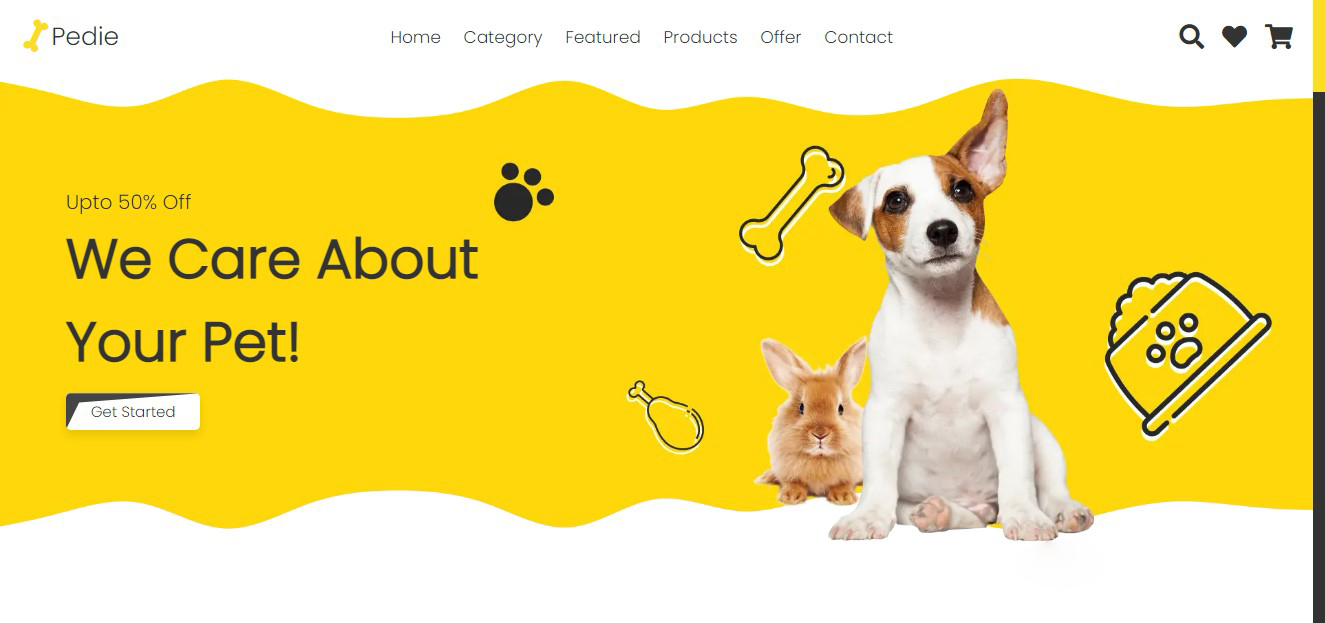 Pedie
Home Category Featured Products Offer Contact
Upto 50% Off
We Care About
Your Pet!
Get Started